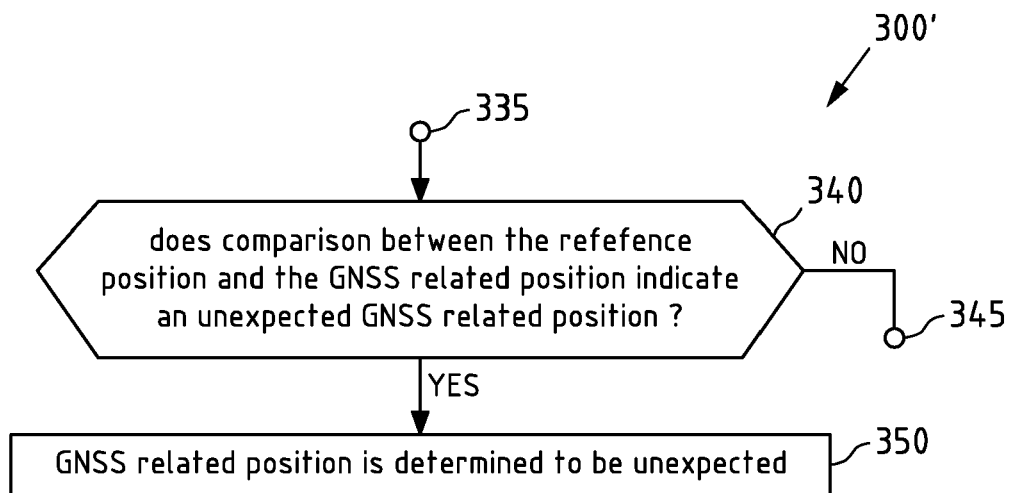 300'
335
340
does comparison between the refefence
position and the GNSS related position indicate
an unexpected GNSS related position ?
NO
345
YES
350
GNSS related position is determined to be unexpected